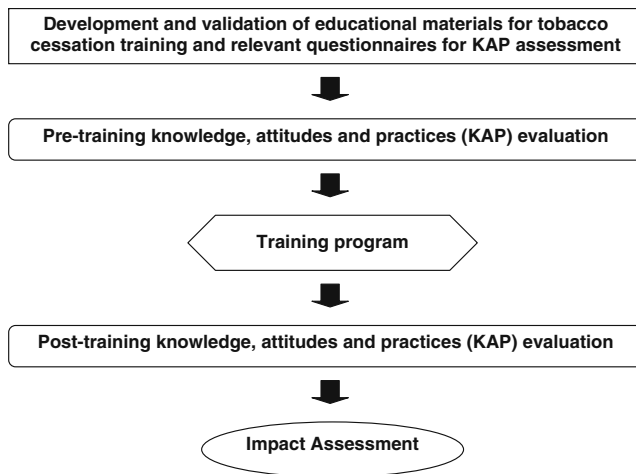 Development and validation of educational materials for tobacco
cessation training and relevant questionnaires for KAP assessment
Pre-training knowledge, attitudes and practices (KAP) evaluation
Training program
Post-training knowledge, attitudes and practices (KAP) evaluation
Impact Assessment